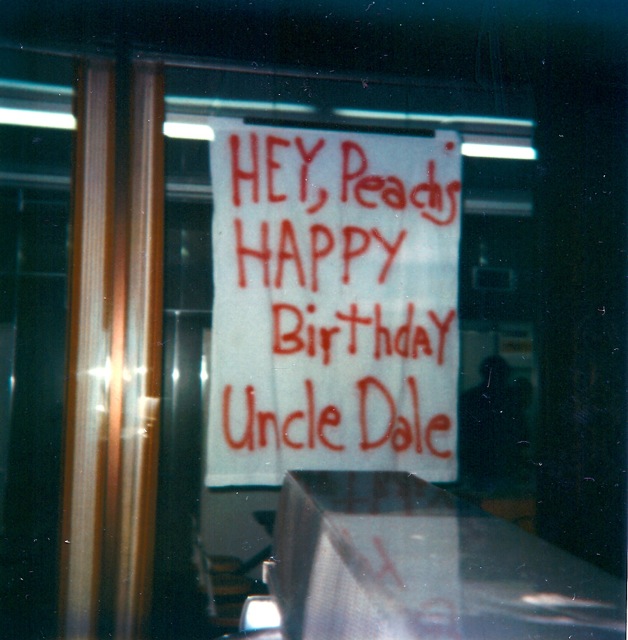 HEY, Peachs
HAPPY
Birthday
Uncle Dale